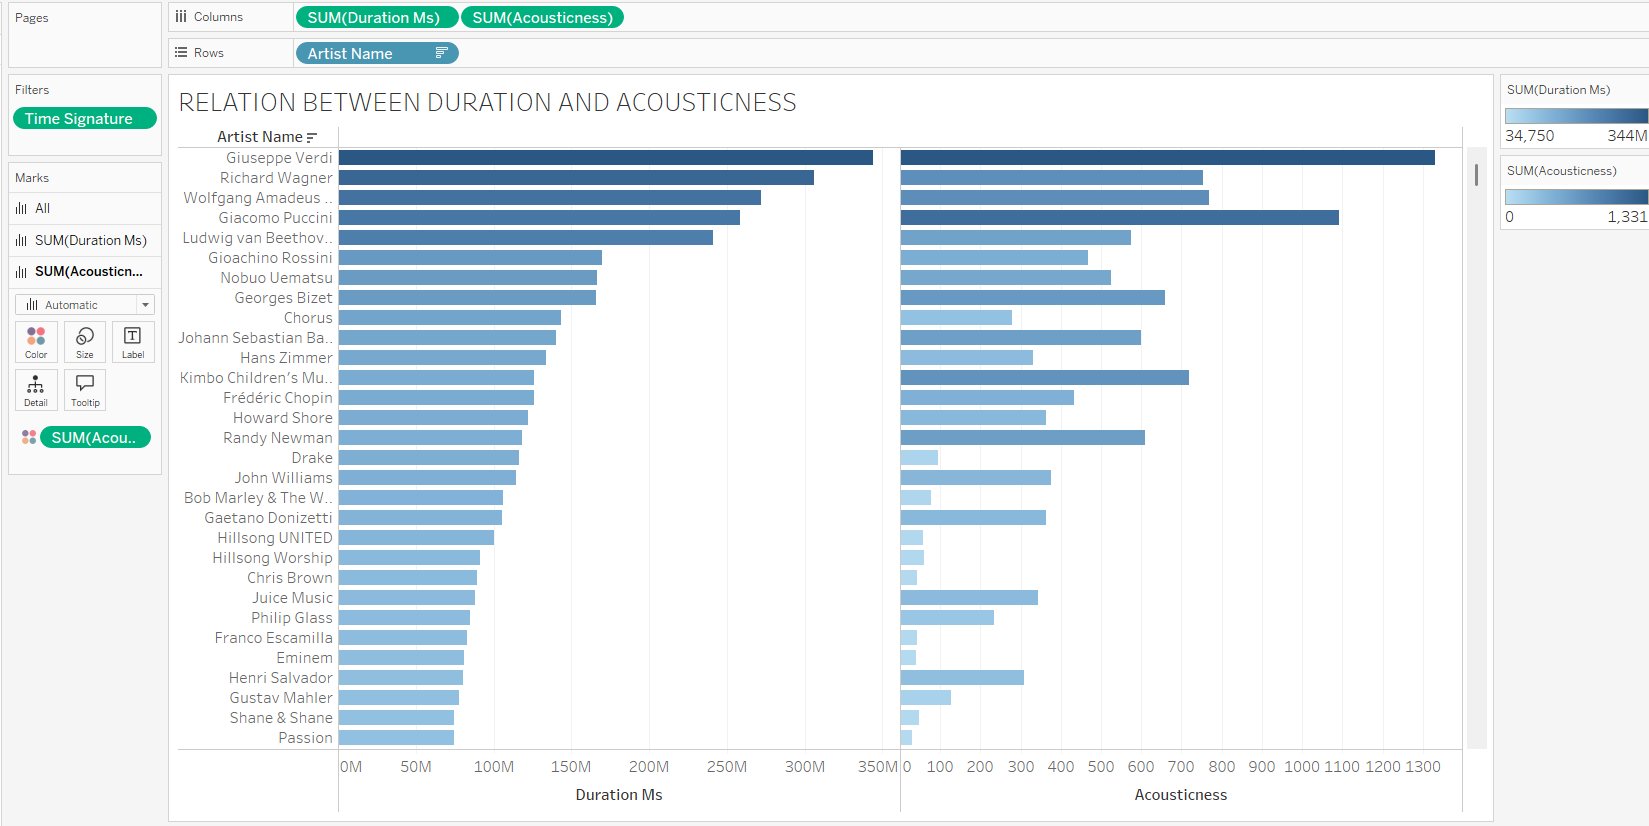 Pages
Columns
SUM(Duration Ms)
SUM(Acousticness)
Rows
Artist Name
Filters
Time Signature
Marks
All
SUM(Duration Ms)
SUM(Acousticn...
Automatic
Color
Size
Label
Detail
Tooltip
SUM(Acou..
RELATION BETWEEN DURATION AND ACOUSTICNESS
Artist Name
Giuseppe Verdi
Richard Wagner
Wolfgang Amadeus ..
Giacomo Puccini
Ludwig van Beethov..
Gioachino Rossini
Nobuo Uematsu
Georges Bizet
Chorus
Johann Sebastian Ba..
Hans Zimmer
Kimbo Children's Mu..
Frédéric Chopin
Howard Shore
Randy Newman
Drake
John Williams
Bob Marley & The W..
Gaetano Donizetti
Hillsong UNITED
Hillsong Worship
Chris Brown
Juice Music
Philip Glass
Franco Escamilla
Eminem
Henri Salvador
Gustav Mahler
Shane & Shane
Passion
0M 50M 100M 150M 200M 250M 300M 350M
Duration Ms
0 100 200 300 400 500 600 700 800 900 1000 1100 1200 1300
Acousticness
SUM(Duration Ms)
34,750 344M
SUM(Acousticness)
0 1,331